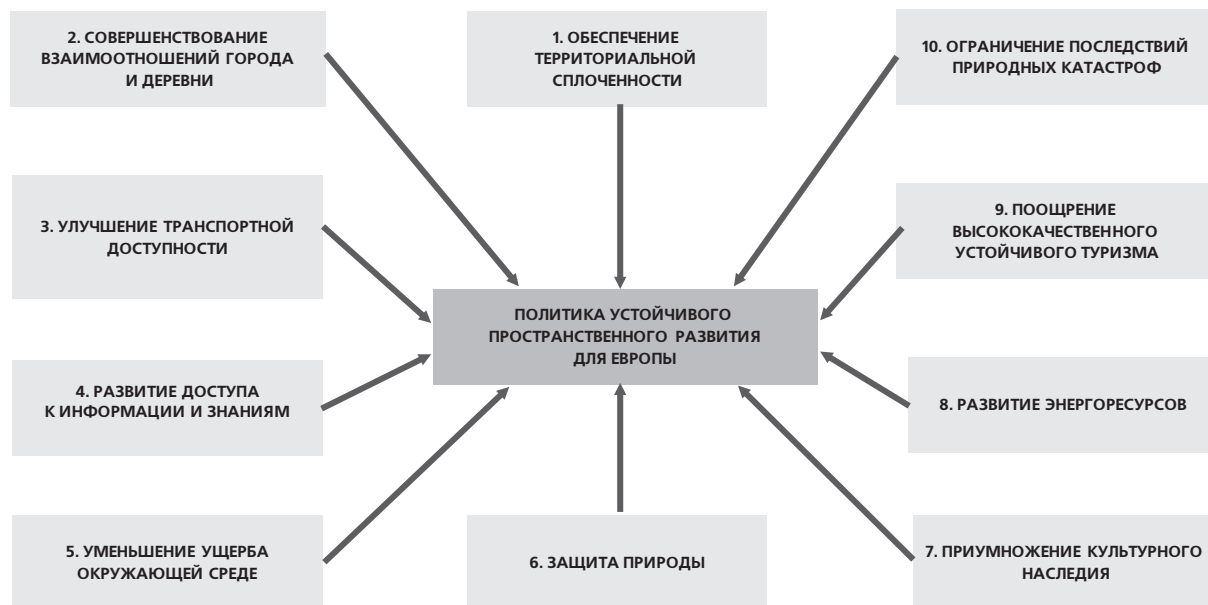 2. СОВЕРШЕНСТВОВАНИЕ
ВЗАИМООТНОШЕНИЙ ГОРОДА
И ДЕРЕВНИ
1. ОБЕСПЕЧЕНИЕ
ТЕРРИТОРИАЛЬНОЙ
СПЛОЧЕННОСТИ
10. ОГРАНИЧЕНИЕ ПОСЛЕДСТВИЙ
ПРИРОДНЫХ КАТАСТРОФ
3. УЛУЧШЕНИЕ ТРАНСПОРТНОЙ
ДОСТУПНОСТИ
9. ПООЩРЕНИЕ
ВЫСОКОКАЧЕСТВЕННОГО
УСТОЙЧИВОГО ТУРИЗМА
ПОЛИТИКА УСТОЙЧИВОГО
ПРОСТРАНСТВЕННОГО РАЗВИТИЯ
ДЛЯ ЕВРОПЫ
4. РАЗВИТИЕ ДОСТУПА
К ИНФОРМАЦИИ И ЗНАНИЯМ
8. РАЗВИТИЕ ЭНЕРГОРЕСУРСОВ
5. УМЕНЬШЕНИЕ УЩЕРБА
ОКРУЖАЮЩЕЙ СРЕДЕ
6. ЗАЩИТА ПРИРОДЫ
7. ПРИУМНОЖЕНИЕ КУЛЬТУРНОГО
НАСЛЕДИЯ